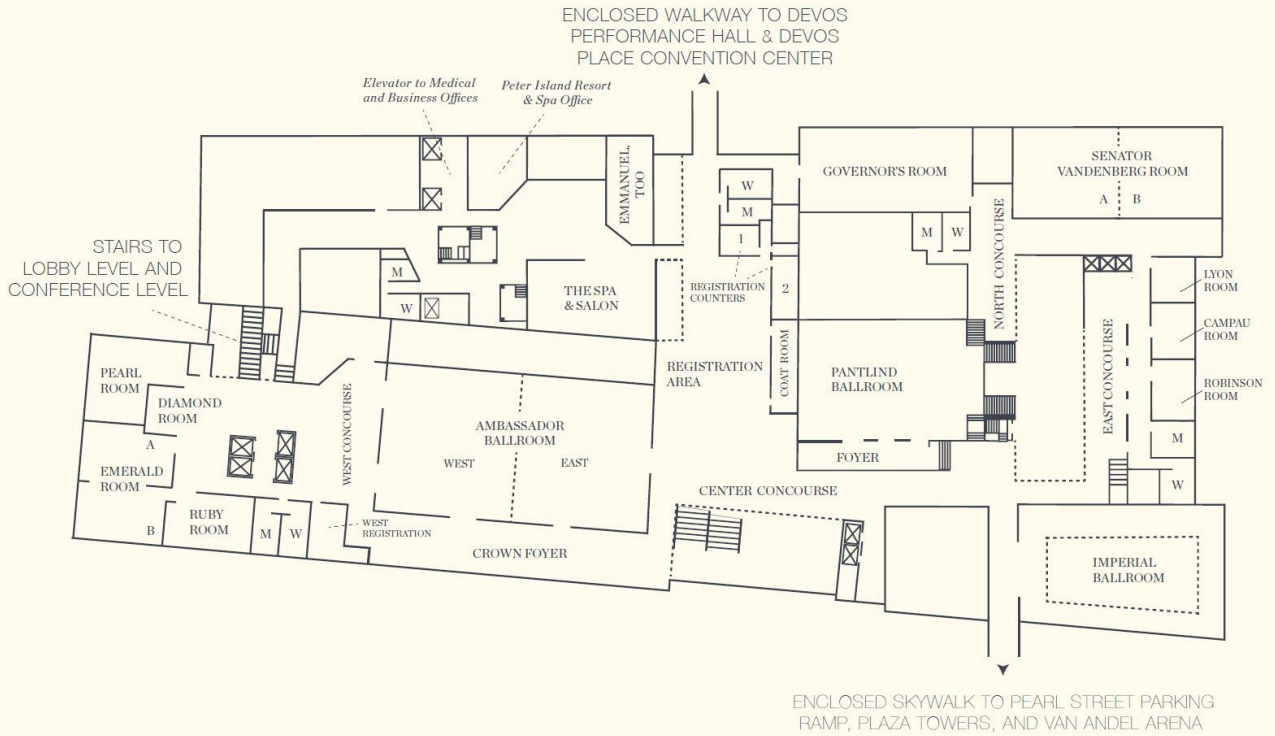 ENCLOSED WALKWAY TO DEVOS
PERFORMANCE HALL & DEVOS
PLACE CONVENTION CENTER
Elevator to Medical
and Business Offices
Peter Island Resort
& Spa Office
EMMANUEL,
TOO
W
M
1
REGISTRATION
COUNTERS
2
GOVERNOR'S ROOM
M
W
NORTH CONCOURSE
SENATOR
VANDENBERG ROOM
A
B
STAIRS TO
LOBBY LEVEL AND
CONFERENCE LEVEL
M
W
THE SPA
& SALON
LYON
ROOM
CAMPAU
ROOM
ROBINSON
ROOM
EAST CONCOURSE
M
W
REGISTRATION
AREA
COAT ROOM
PANTLIND
BALLROOM
FOYER
PEARL
ROOM
DIAMOND
ROOM
A
EMERALD
ROOM
B
RUBY
ROOM
M
W
WEST CONCOURSE
WEST
REGISTRATION
AMBASSADOR
BALLROOM
WEST
EAST
CENTER CONCOURSE
CROWN FOYER
IMPERIAL
BALLROOM
ENCLOSED SKYWALK TO PEARL STREET PARKING
RAMP, PLAZA TOWERS, AND VAN ANDEL ARENA